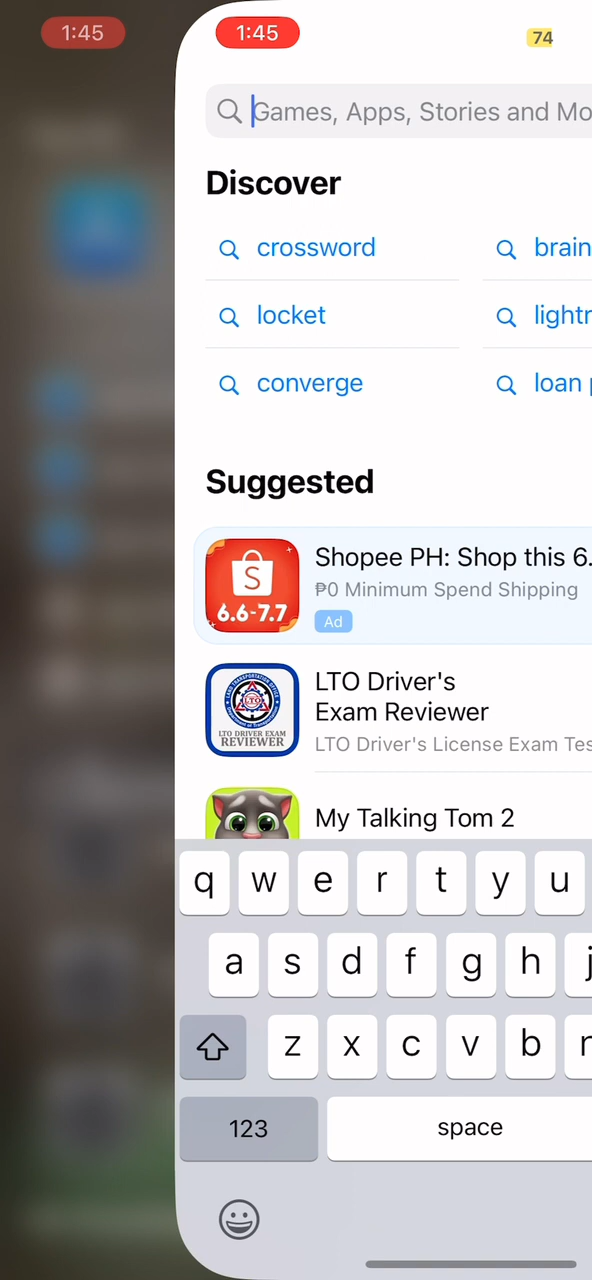 1:45
1:45
74
Games, Apps, Stories and Mo
Discover
crossword
brain
locket
lightn
converge
loan p
Suggested
Shopee PH: Shop this 6.
₱0 Minimum Spend Shipping
Ad
S
6.6-7.7
LTO Driver's
Exam Reviewer
LTO Driver's License Exam Tes
LTO
LTO DRIVER EXAM
REVIEWER
My Talking Tom 2
q w e r t y u
a s d f g h j
z x c v b n
123
space